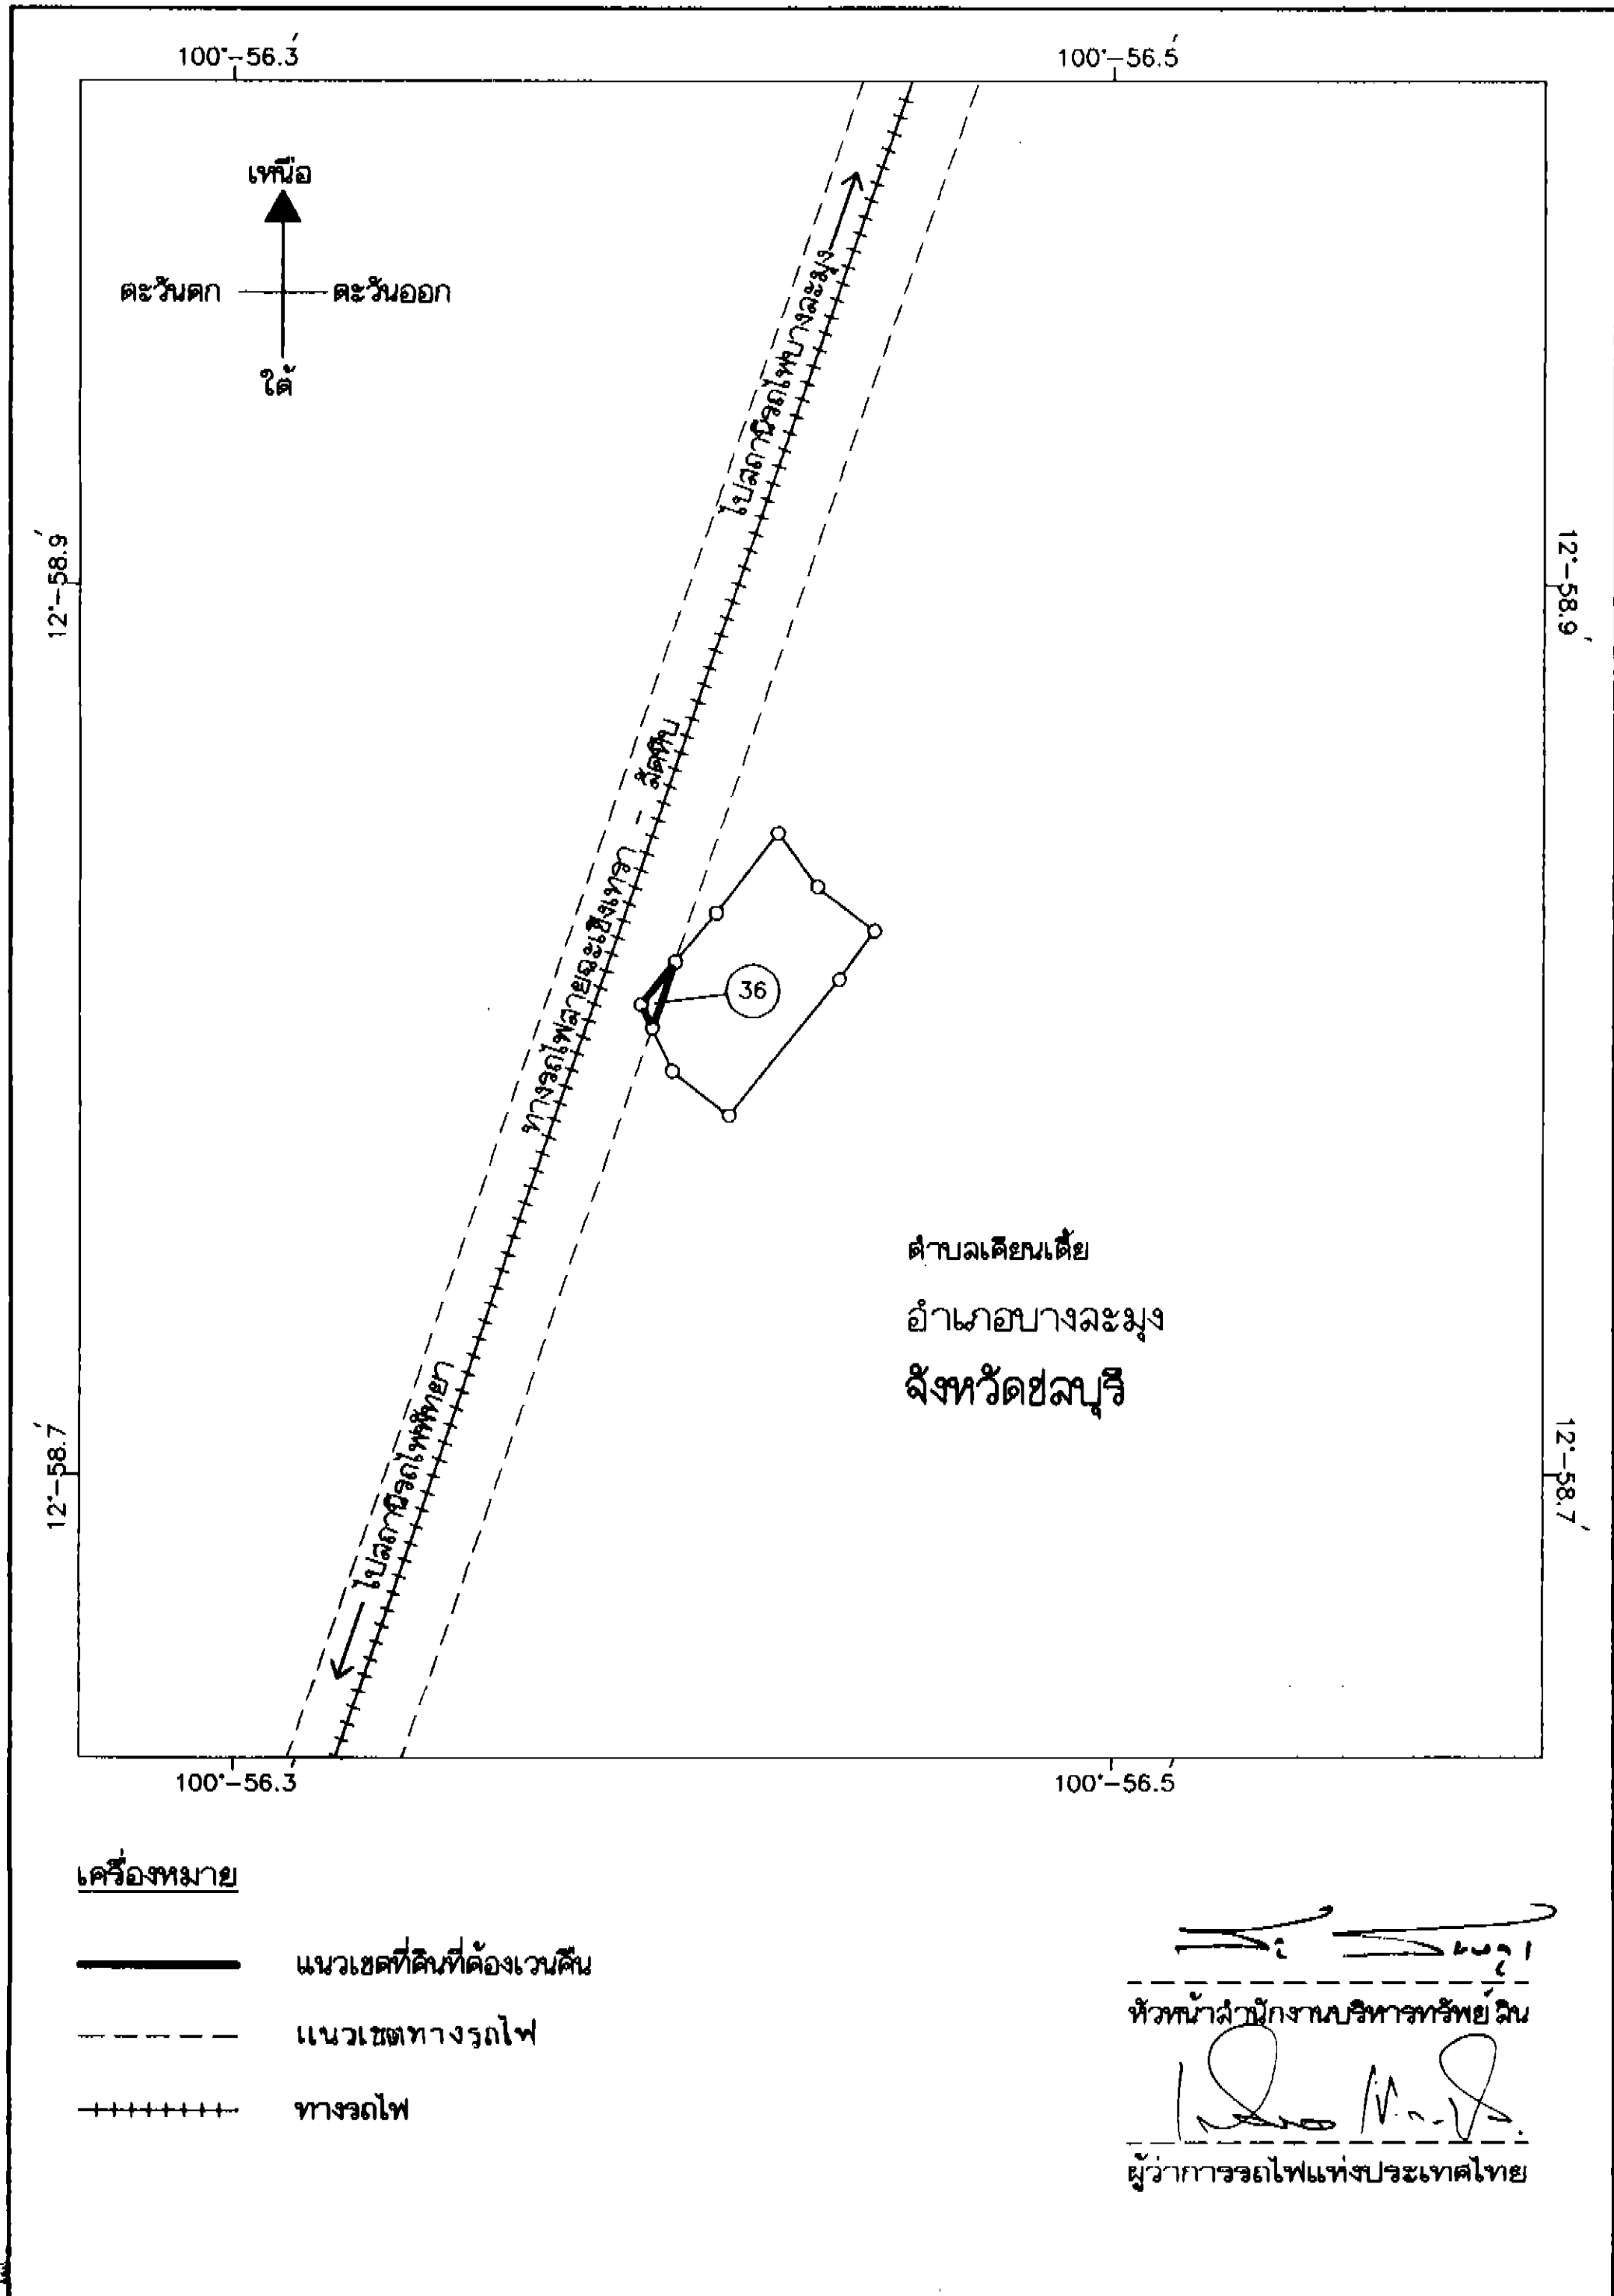 100°-56.3′ 100°-56.5′
เหนือ
ตะวันตก ตะวันออก
ใต้
ไปสถานีรถไฟบางละมุง
12°-58.9′ 12°-58.9′
ทางรถไฟสายฉะเชิงเทรา - สัตหีบ
36
ตำบลเตียนเตี้ย
อำเภอบางละมุง
จังหวัดชลบุรี
ไปสถานีรถไฟพัทยา
12°-58.7′ 12°-58.7′
100°-56.3′ 100°-56.5′
เครื่องหมาย
แนวเขตที่ดินที่ต้องเวนคืน
แนวเขตทางรถไฟ
ทางรถไฟ
หัวหน้าสำนักงานบริหารทรัพย์สิน
ผู้ว่าการรถไฟแห่งประเทศไทย